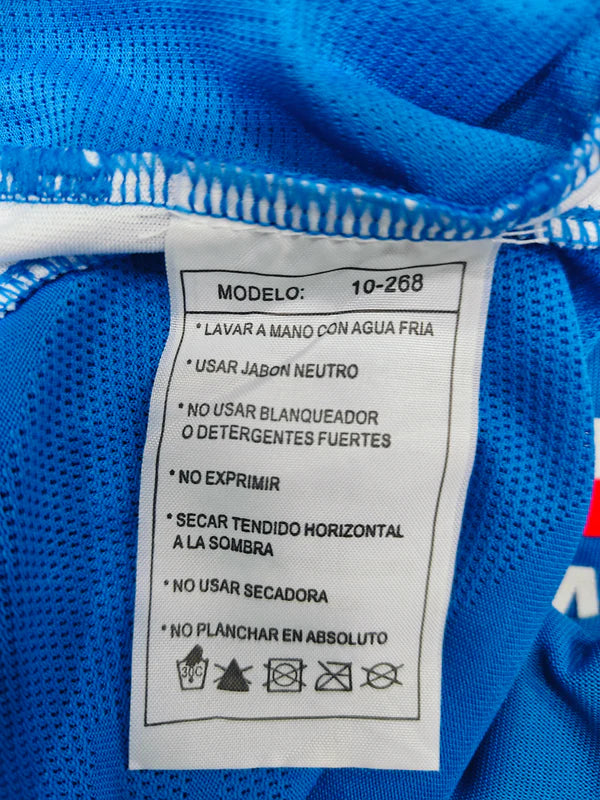 MODELO: 10-268
* LAVAR A MANO CON AGUA FRIA
* USAR JABON NEUTRO
* NO USAR BLANQUEADOR
O DETERGENTES FUERTES
* NO EXPRIMIR
* SECAR TENDIDO HORIZONTAL
A LA SOMBRA
* NO USAR SECADORA
* NO PLANCHAR EN ABSOLUTO
30C